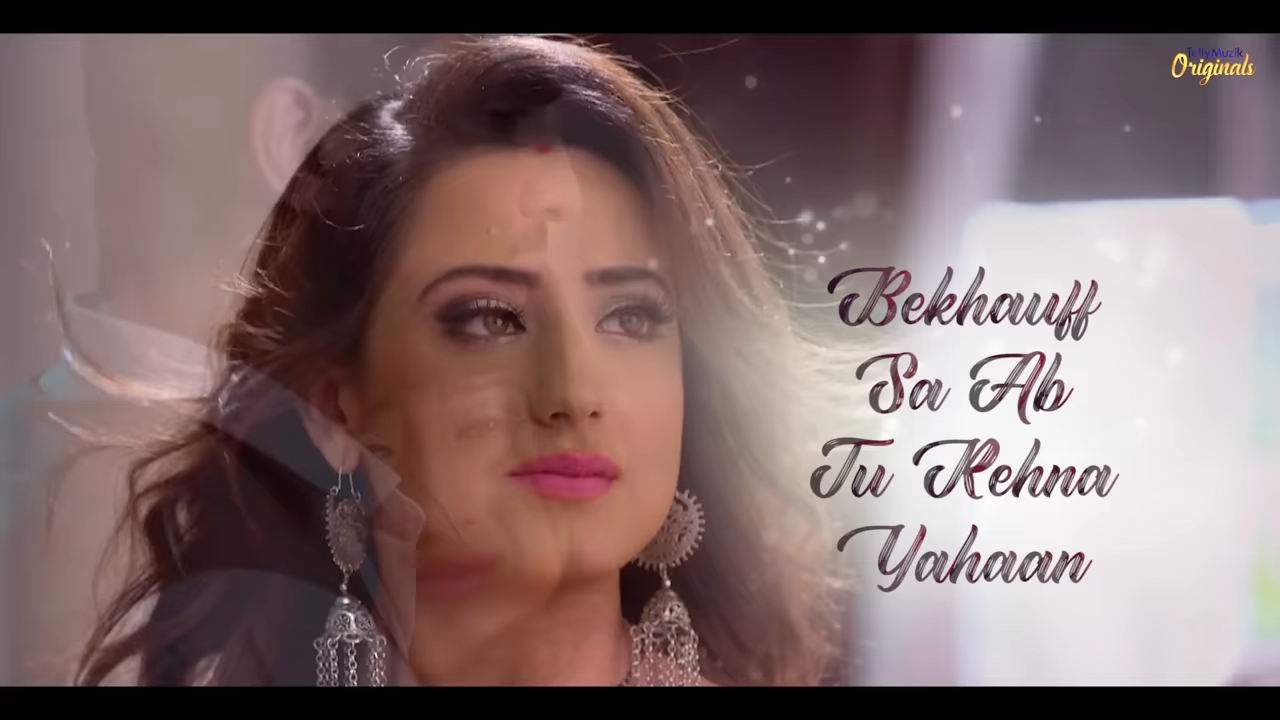 TellyMuzik
Originals
Bekhauff
Sa Ab
Tu Rehna
Yahaan